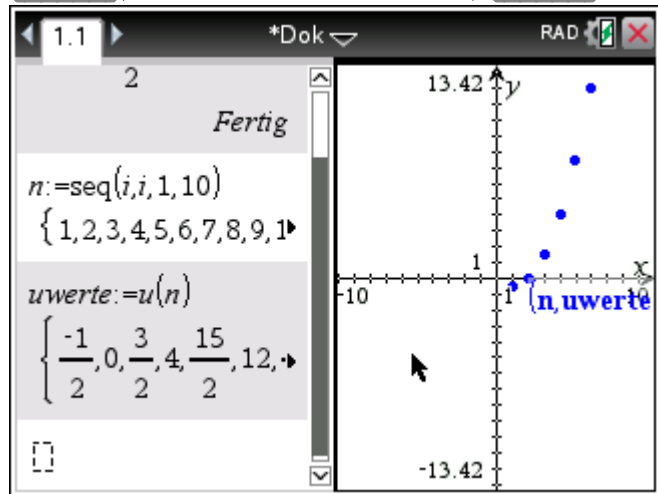 1.1 *Dok RAD
2
Fertig
n:=seq(i,i,1,10)
{1,2,3,4,5,6,7,8,9,1
uwerte:=u(n)
{-1/2,0,3/2,4,15/2,12,
13.42 y
1 x
-10 1 10
(n,uwerte
-13.42